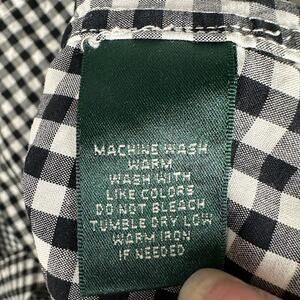 MACHINE WASH
WARM
WASH WITH
LIKE COLORS
DO NOT BLEACH
TUMBLE DRY LOW
WARM IRON
IF NEEDED